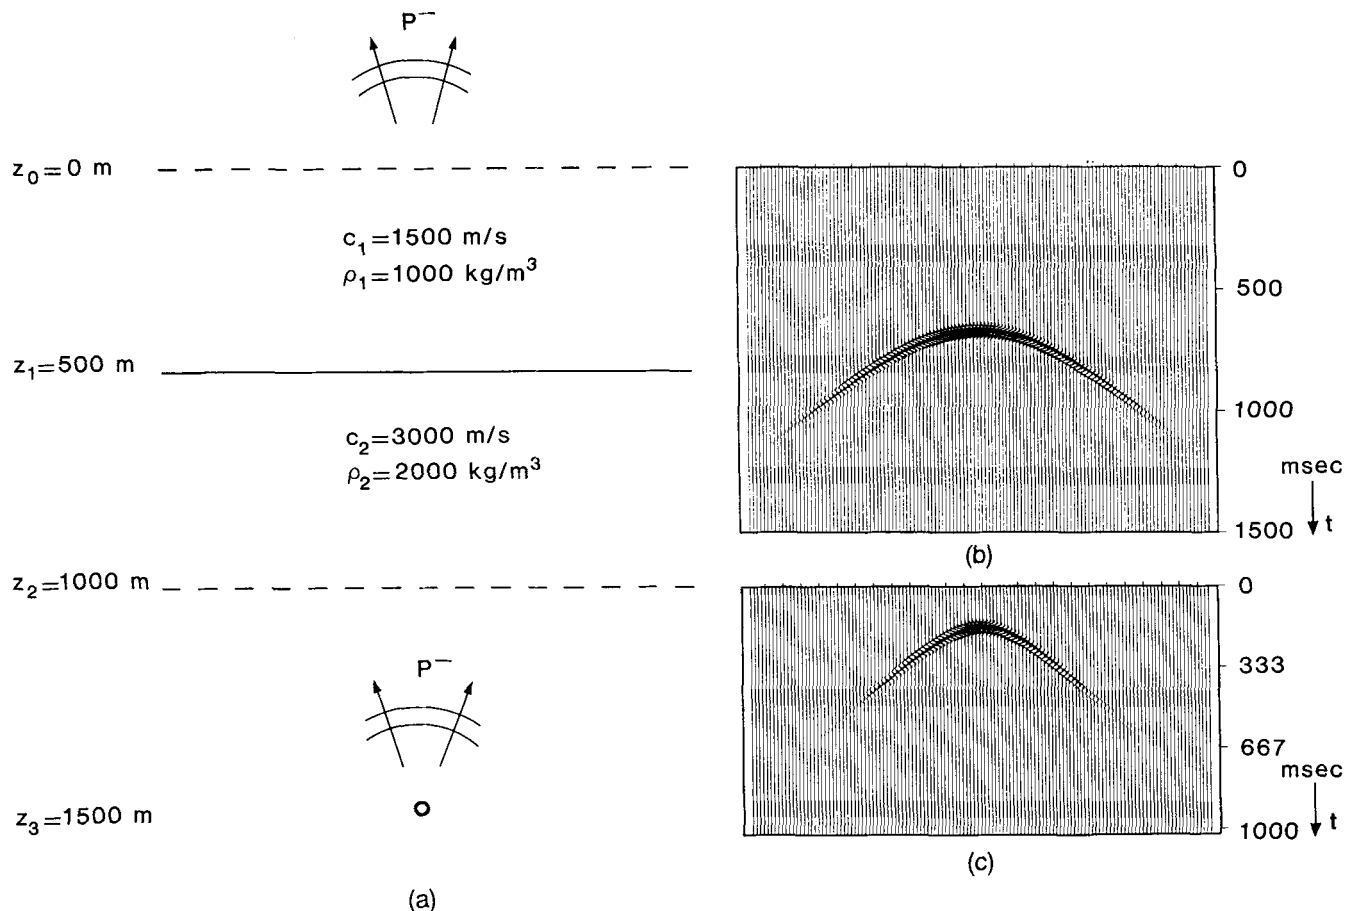 P⁻
z₀=0 m
c₁=1500 m/s
ρ₁=1000 kg/m³
z₁=500 m
c₂=3000 m/s
ρ₂=2000 kg/m³
z₂=1000 m
P⁻
z₃=1500 m
(a)
0
500
1000
msec
t
1500
(b)
0
333
667
msec
t
1000
(c)